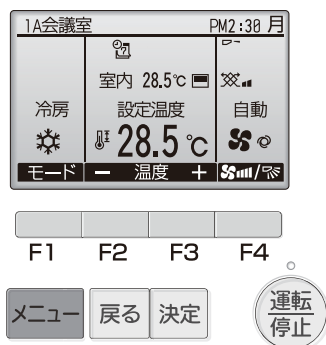 1A会議室 PM2:30 月
室内 28.5℃
冷房 設定温度 自動
28.5℃
モード － 温度 ＋
F1 F2 F3 F4
メニュー 戻る 決定 運転
停止